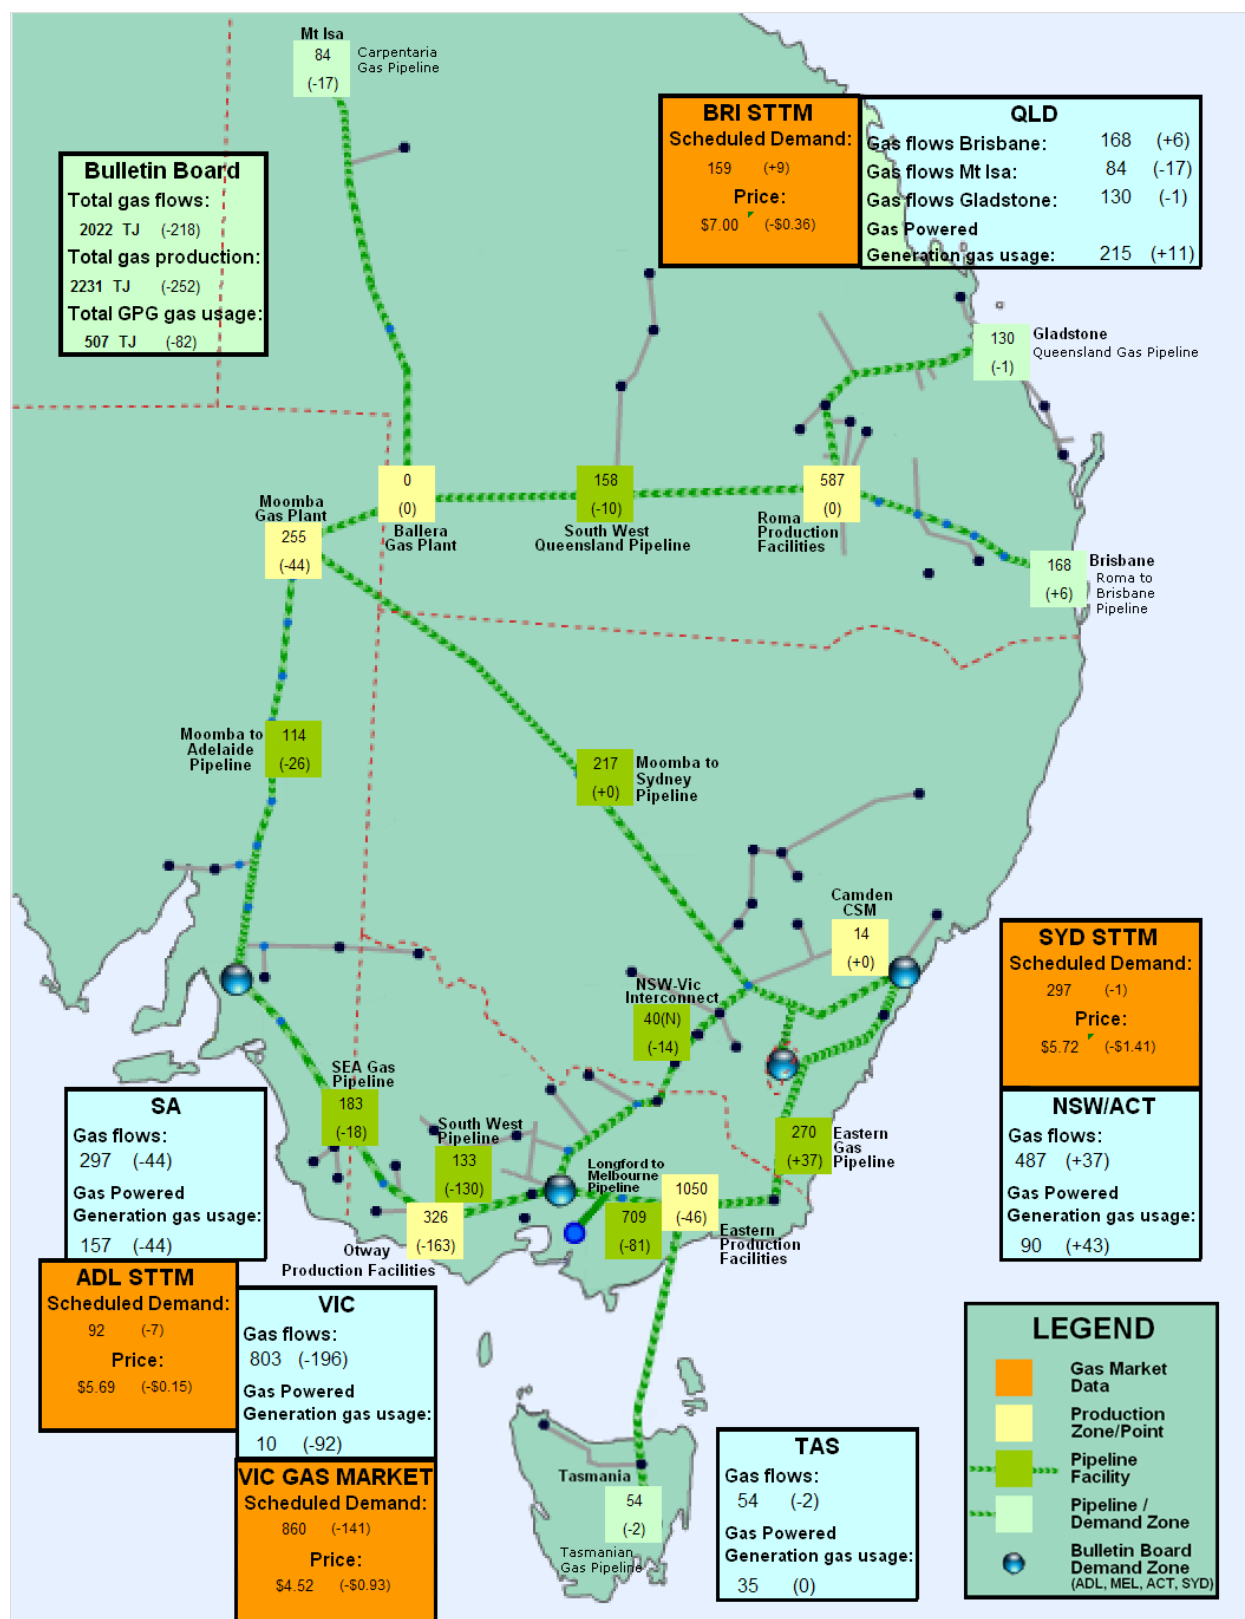 Mt Isa
84
(-17)
Carpentaria
Gas Pipeline
BRI STTM
Scheduled Demand:
159 (+9)
Price:
$7.00 (-$0.36)
QLD
Gas flows Brisbane: 168 (+6)
Gas flows Mt Isa: 84 (-17)
Gas flows Gladstone: 130 (-1)
Gas Powered
Generation gas usage: 215 (+11)
Bulletin Board
Total gas flows:
2022 TJ (-218)
Total gas production:
2231 TJ (-252)
Total GPG gas usage:
507 TJ (-82)
130
(-1)
Gladstone
Queensland Gas Pipeline
0
(0)
Ballera
Gas Plant
158
(-10)
South West
Queensland Pipeline
587
(0)
Roma
Production
Facilities
Moomba
Gas Plant
255
(-44)
168
(+6)
Brisbane
Roma to
Brisbane
Pipeline
Moomba to
Adelaide
Pipeline
114
(-26)
217
(+0)
Moomba to
Sydney
Pipeline
Camden
CSM
14
(+0)
NSW-Vic
Interconnect
40(N)
(-14)
SYD STTM
Scheduled Demand:
297 (-1)
Price:
$5.72 (-$1.41)
NSW/ACT
Gas flows:
487 (+37)
Gas Powered
Generation gas usage:
90 (+43)
SEA Gas
Pipeline
183
(-18)
South West
Pipeline
133
(-130)
Longford to
Melbourne
Pipeline
709
(-81)
1050
(-46)
Eastern
Production
Facilities
270
(+37)
Eastern
Gas
Pipeline
326
(-163)
Otway
Production Facilities
SA
Gas flows:
297 (-44)
Gas Powered
Generation gas usage:
157 (-44)
ADL STTM
Scheduled Demand:
92 (-7)
Price:
$5.69 (-$0.15)
VIC
Gas flows:
803 (-196)
Gas Powered
Generation gas usage:
10 (-92)
VIC GAS MARKET
Scheduled Demand:
860 (-141)
Price:
$4.52 (-$0.93)
Tasmania
54
(-2)
Tasmanian
Gas Pipeline
TAS
Gas flows:
54 (-2)
Gas Powered
Generation gas usage:
35 (0)
LEGEND
Gas Market
Data
Production
Zone/Point
Pipeline
Facility
Pipeline /
Demand Zone
Bulletin Board
Demand Zone
(ADL, MEL, ACT, SYD)